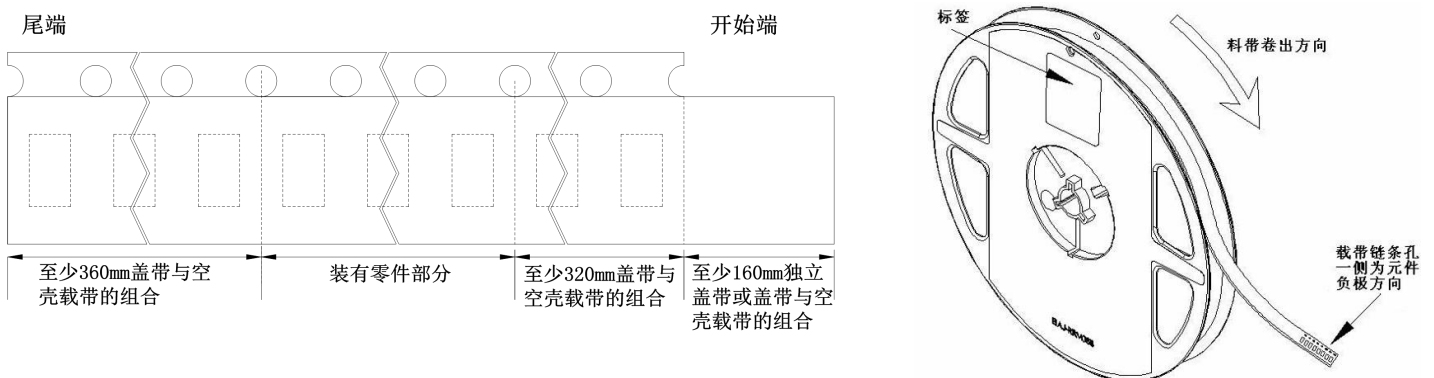 尾端
开始端
至少360mm盖带与空
壳载带的组合
装有零件部分
至少320mm盖带与
空壳载带的组合
至少160mm独立
盖带或盖带与空
壳载带的组合
标签
料带卷出方向
载带链条孔
一侧为元件
负极方向